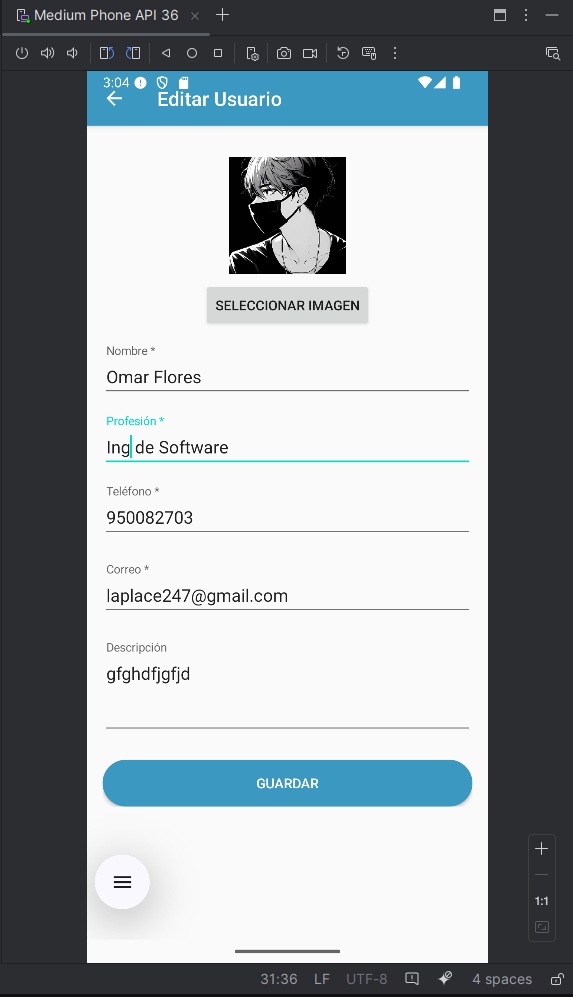 Medium Phone API 36
3:04
Editar Usuario
SELECCIONAR IMAGEN
Nombre *
Omar Flores
Profesión *
Ing de Software
Teléfono *
950082703
Correo *
laplace247@gmail.com
Descripción
gfghdfjgfjd
GUARDAR
1:1
31:36 LF UTF-8 4 spaces